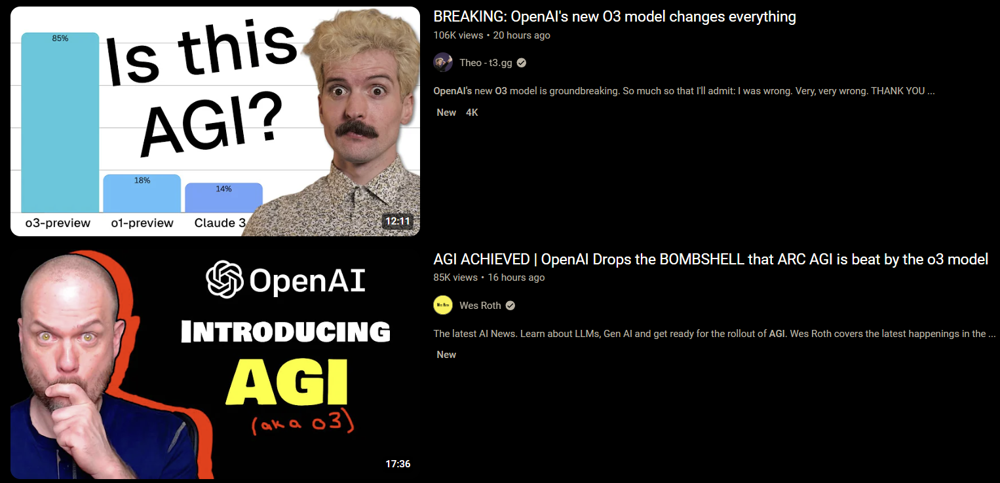 85%
Is this
AGI?
18%
14%
o3-preview
o1-preview
Claude 3
12:11
BREAKING: OpenAI's new O3 model changes everything
106K views • 20 hours ago
Theo - t3.gg
OpenAI's new O3 model is groundbreaking. So much so that I'll admit: I was wrong. Very, very wrong. THANK YOU ...
New 4K
OpenAI
INTRODUCING
AGI
(aka o3)
17:36
AGI ACHIEVED | OpenAI Drops the BOMBSHELL that ARC AGI is beat by the o3 model
85K views • 16 hours ago
Wes Roth
Wes Roth
The latest AI News. Learn about LLMs, Gen AI and get ready for the rollout of AGI. Wes Roth covers the latest happenings in the ...
New